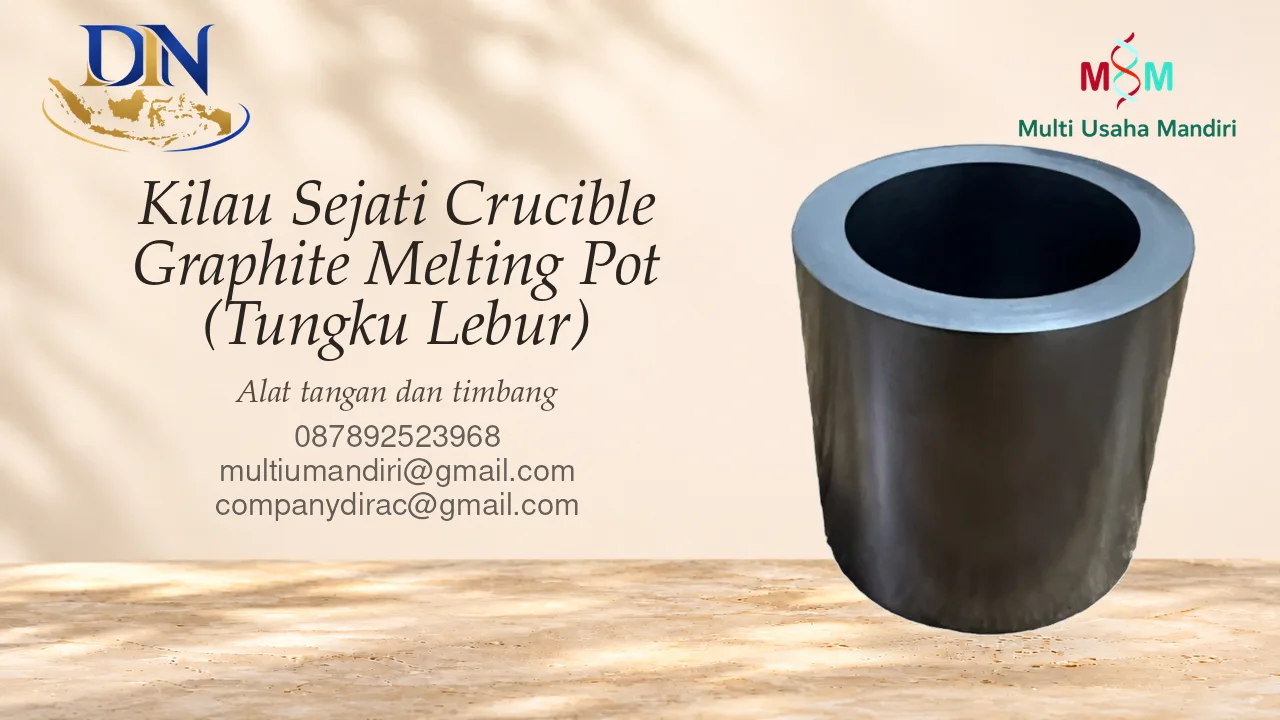 DIN
M M
Multi Usaha Mandiri
Kilau Sejati Crucible
Graphite Melting Pot
(Tungku Lebur)
Alat tangan dan timbang
087892523968
multiumandiri@gmail.com
companydirac@gmail.com